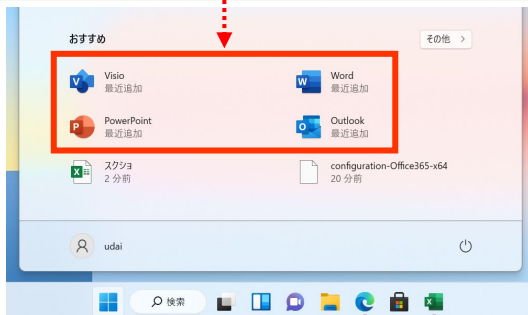 おすすめ
その他 >
Visio
最近追加
Word
最近追加
PowerPoint
最近追加
Outlook
最近追加
スクショ
2 分前
configuration-Office365-x64
20 分前
udai
検索